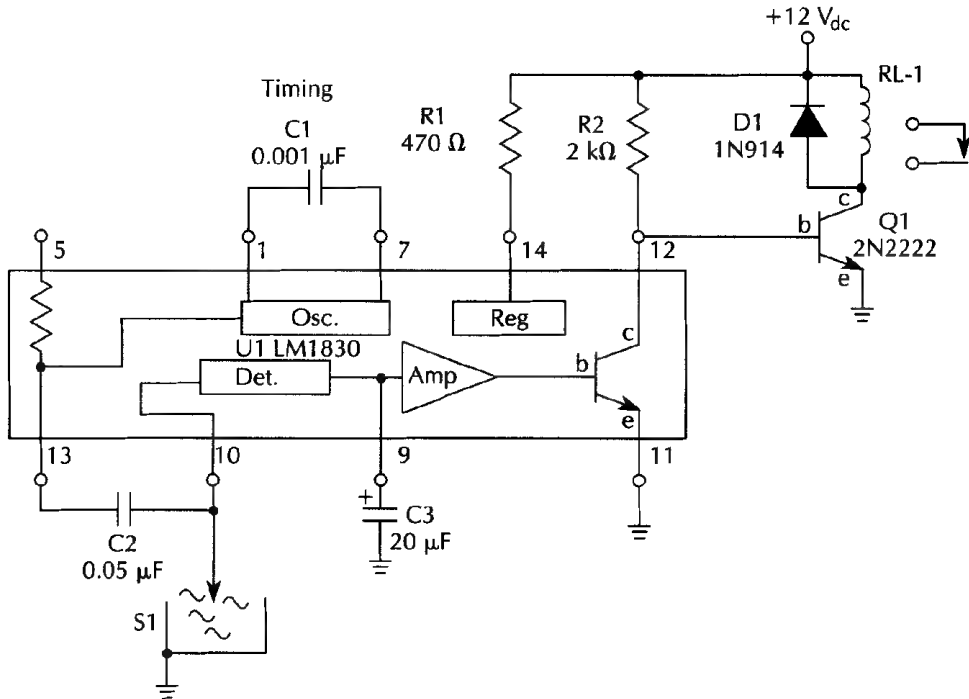 +12 Vdc
RL-1
Timing
C1
0.001 μF
R1
470 Ω
R2
2 kΩ
D1
1N914
c
b
Q1
2N2222
e
5
1
7
14
12
Osc.
Reg
U1 LM1830
Det.
Amp
c
b
e
13
10
9
11
C2
0.05 μF
+
C3
20 μF
S1